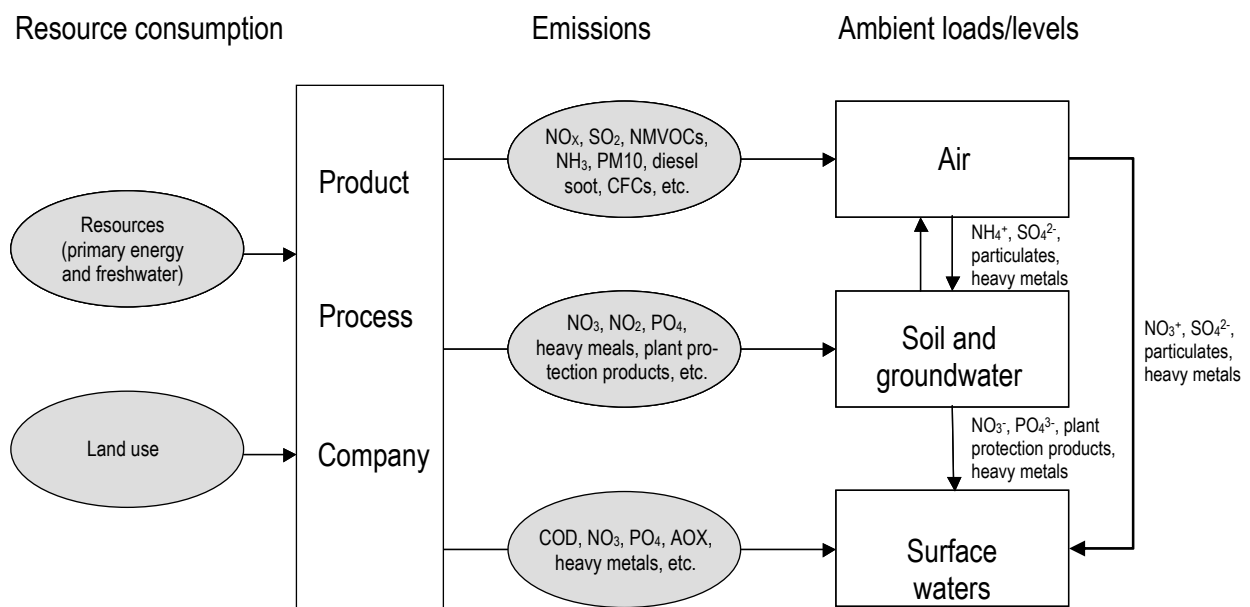 Resource consumption
Emissions
Ambient loads/levels
Resources
(primary energy
and freshwater)
Land use
Product
Process
Company
NOX, SO2, NMVOCs,
NH3, PM10, diesel
soot, CFCs, etc.
NO3, NO2, PO4,
heavy meals, plant pro-
tection products, etc.
COD, NO3, PO4, AOX,
heavy metals, etc.
Air
NH4+, SO42-,
particulates,
heavy metals
Soil and
groundwater
NO3-, PO43-, plant
protection products,
heavy metals
Surface
waters
NO3+, SO42-,
particulates,
heavy metals